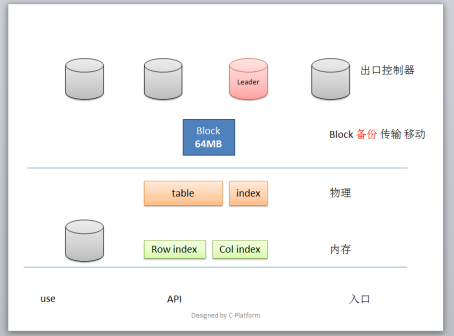 Leader 出口控制器
Block
64MB
Block 备份 传输 移动
table index 物理
Row index Col index 内存
use API 入口
Designed by C-Platform